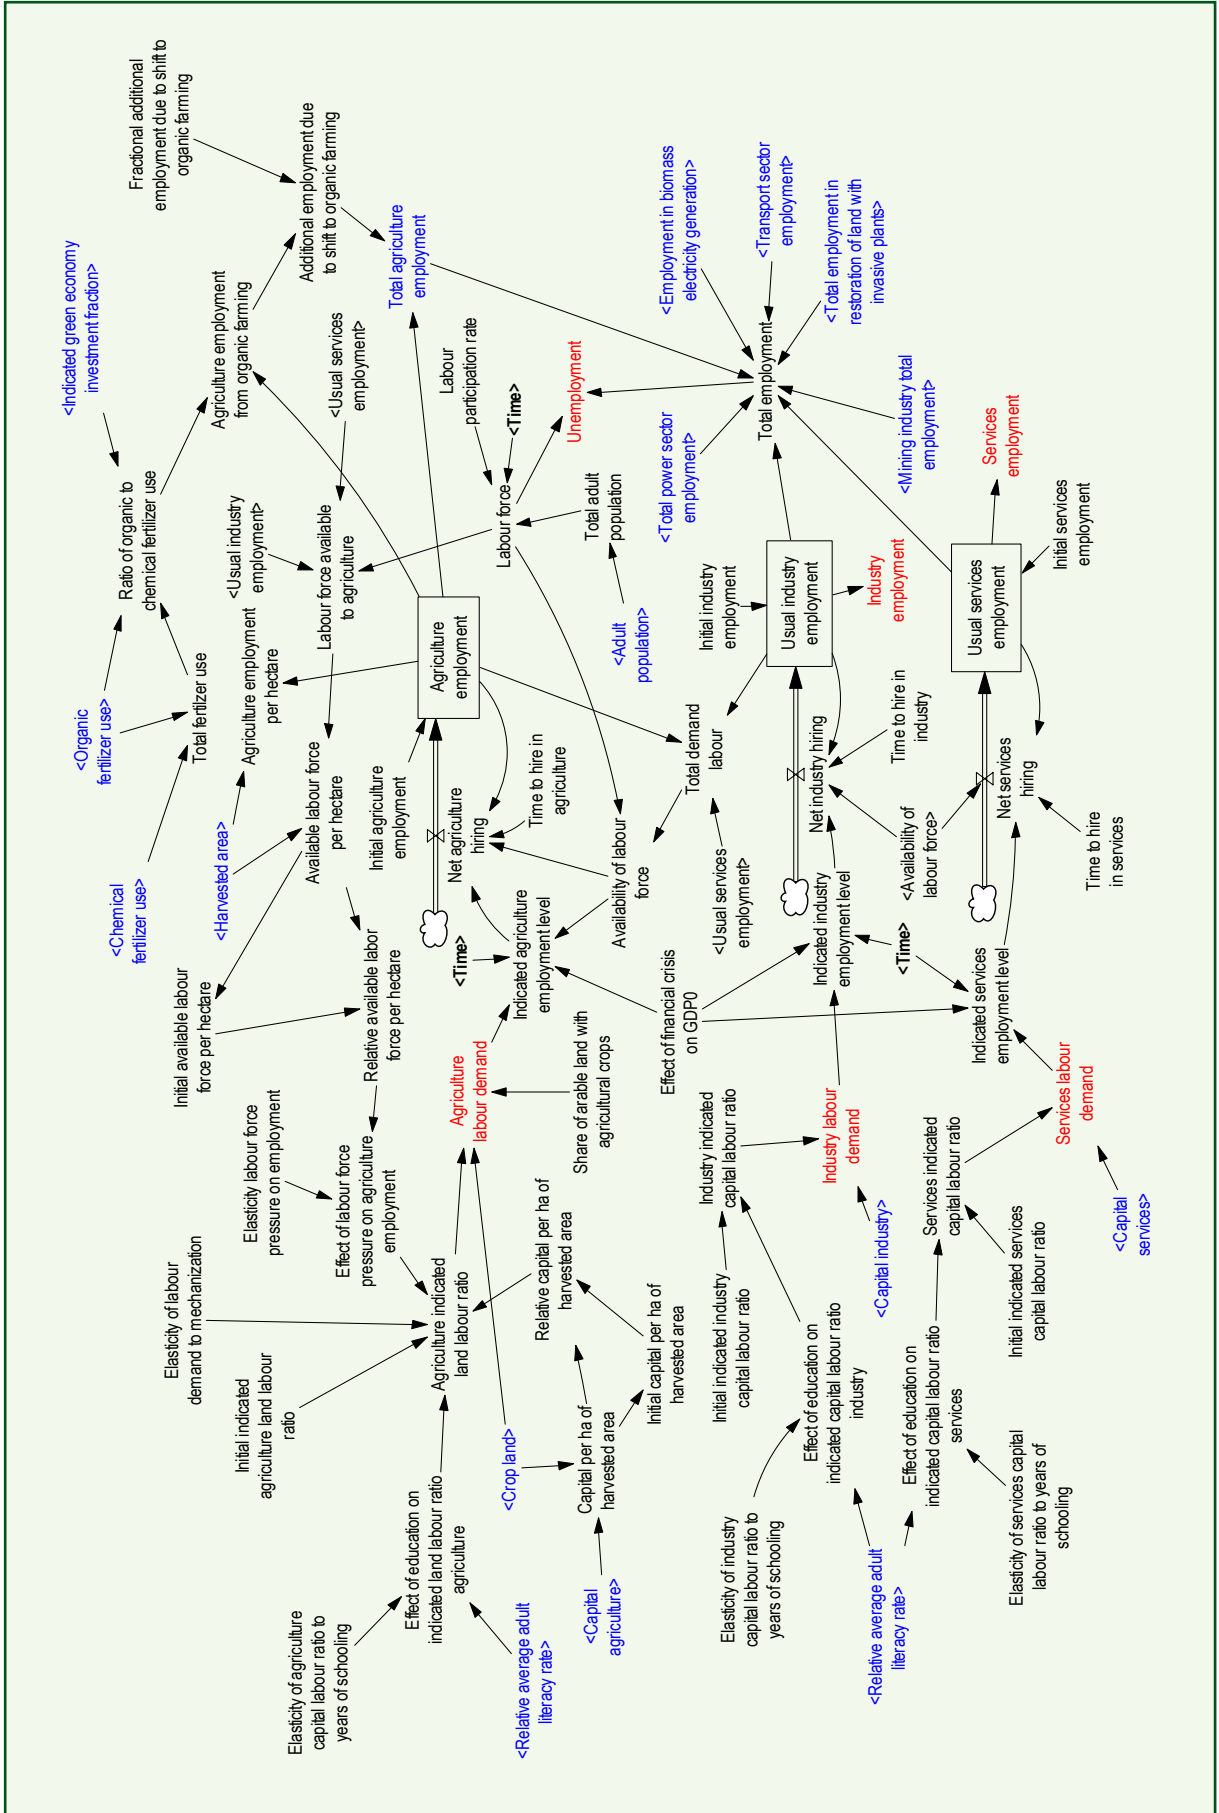 Fractional additional
employment due to shift to
organic farming
<Indicated green economy
investment fraction>
Additional employment due
to shift to organic farming
Agriculture employment
from organic farming
Ratio of organic to
chemical fertilizer use
<Organic
fertilizer use>
Total fertilizer use
<Chemical
fertilizer use>
Total agriculture
employment
<Usual services
employment>
<Usual industry
employment>
Labour force available
to agriculture
Agriculture employment
per hectare
<Harvested area>
Available labour force
per hectare
Initial available labour
force per hectare
Relative available labor
force per hectare
Elasticity labour force
pressure on employment
Effect of labour force
pressure on agriculture
employment
Elasticity of labour
demand to mechanization
Initial indicated
agriculture land labour
ratio
Agriculture indicated
land labour ratio
Effect of education on
indicated land labour ratio
agriculture
Elasticity of agriculture
capital labour ratio to
years of schooling
<Relative average adult
literacy rate>
Labour
participation rate
<Time>
Labour force
Unemployment
Agriculture
employment
Initial agriculture
employment
Net agriculture
hiring
Time to hire in
agriculture
<Time>
Indicated agriculture
employment level
Agriculture
labour demand
Share of arable land with
agricultural crops
<Crop land>
Relative capital per ha of
harvested area
Initial capital per ha of
harvested area
Capital per ha of
harvested area
<Capital
agriculture>
Total adult
population
<Adult
population>
Availability of labour
force
Total demand
labour
<Usual services
employment>
Effect of financial crisis
on GDP0
<Employment in biomass
electricity generation>
<Transport sector
employment>
<Total employment in
restoration of land with
invasive plants>
Total employment
<Total power sector
employment>
<Mining industry total
employment>
Initial industry
employment
Usual industry
employment
Industry
employment
Net industry hiring
Time to hire in
industry
Indicated industry
employment level
<Availability of
labour force>
<Time>
Industry indicated
capital labour ratio
Industry labour
demand
<Capital industry>
Initial indicated industry
capital labour ratio
Effect of education on
indicated capital labour ratio
industry
Elasticity of industry
capital labour ratio to
years of schooling
<Relative average adult
literacy rate>
Services
employment
Initial services
employment
Usual services
employment
Net services
hiring
Time to hire
in services
Indicated services
employment level
Services labour
demand
<Capital
services>
Services indicated
capital labour ratio
Initial indicated services
capital labour ratio
Effect of education on
indicated capital labour ratio
services
Elasticity of services capital
labour ratio to years of
schooling